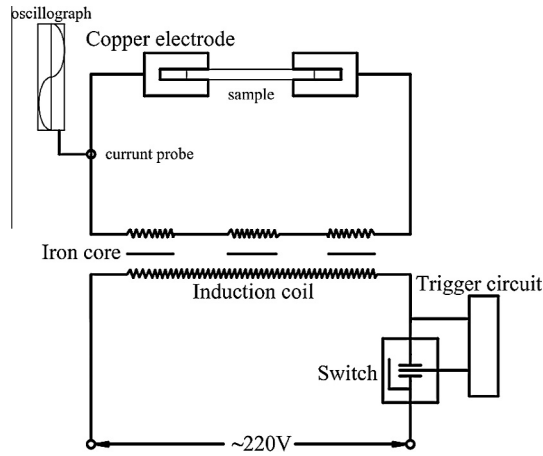 oscillograph
Copper electrode
sample
currunt probe
Iron core
Induction coil
Trigger circuit
Switch
~220V